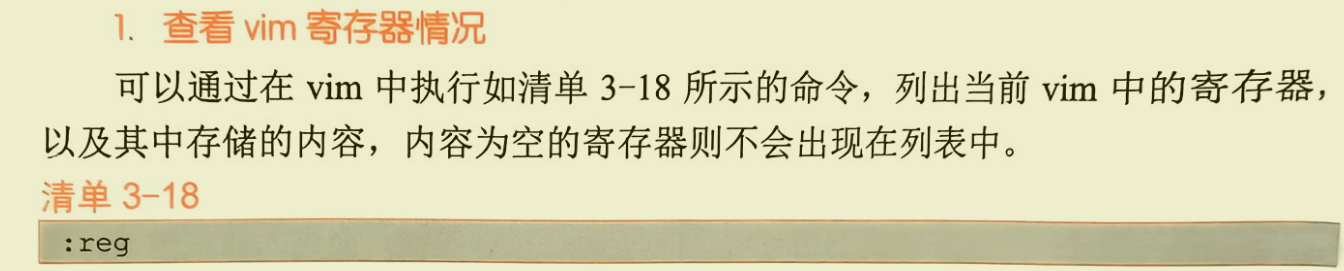 1. 查看 vim 寄存器情况
可以通过在 vim 中执行如清单 3-18 所示的命令，列出当前 vim 中的寄存器，
以及其中存储的内容，内容为空的寄存器则不会出现在列表中。
清单 3-18
:reg